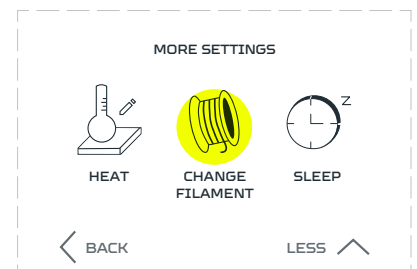 MORE SETTINGS
Z
HEAT
CHANGE
FILAMENT
SLEEP
BACK
LESS